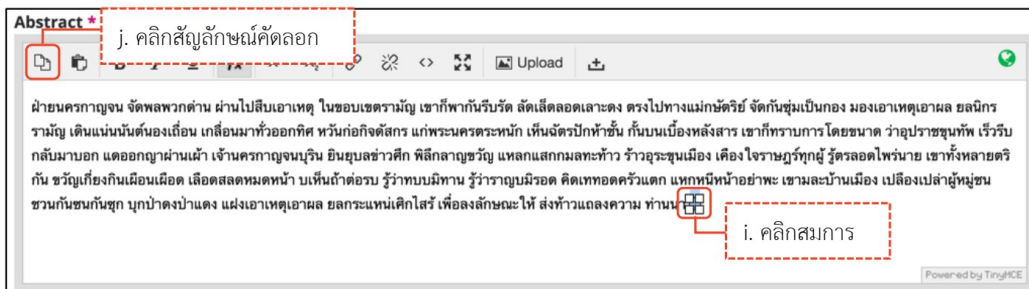 Abstract *
j. คลิกสัญลักษณ์คัดลอก
Upload
ฝ่ายนครกาญจน จัดพลพวกด่าน ผ่านไปสืบเอาเหตุ ในขอบเขตรามัญ เขาก็พากันรีบรัด ลัดเล็ดลอดเลาะดง ตรงไปทางแม่กษัตริย์ จัดกันซุ่มเป็นกอง มองเอาเหตุเอาผล ยลนิกร
รามัญ เดินแน่นนันต์นองเถื่อน เกลื่อนมาทั่วออกทิศ หวันก่อกิจดัสกร แก่พระนครตระหนัก เห็นฉัตรปักห้าชั้น กั้นบนเบื้องหลังสาร เขาก็ทราบการโดยขนาด ว่าอุปราชขุนทัพ เร็วรีบ
กลับมาบอก แดออกญาผ่านเผ้า เจ้านครกาญจนบุริน ยินยุบลข่าวศึก พิลึกลาญขวัญ แหลกแสกกมลทะท้าว ร้าวอุระขุนเมือง เคืองใจราษฎร์ทุกผู้ รู้ตรลอดไพร่นาย เขาทั้งหลายตริ
กัน ขวัญเกี่ยงกินเผือนเผือด เลือดสลดหมดหน้า บเห็นถ้าต่อรบ รู้ว่าทบบมิทาน รู้ว่าราญบมิรอด คิดเททอดครัวแตก แหกหนีหน้าอย่าพะ เขามละบ้านเมือง เปลืองเปล่าผู้หมู่ชน
ชวนกันซนกันซุก บุกป่าดงป่าแดง แฝงเอาเหตุเอาผล ยลกระแหน่เศิกไสร้ เพื่อลงลักษณะให้ ส่งท้าวแถลงความ ท่านนา
i. คลิกสมการ
Powered by TinyMCE